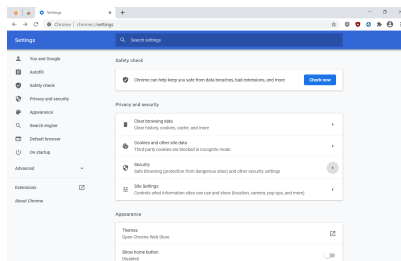 Settings
Chrome | chrome://settings
Settings
Search settings
You and Google
Autofill
Safety check
Privacy and security
Appearance
Search engine
Default browser
On startup
Advanced
Extensions
About Chrome
Safety check
Chrome can help keep you safe from data breaches, bad extensions, and more
Check now
Privacy and security
Clear browsing data
Clear history, cookies, cache, and more
Cookies and other site data
Third-party cookies are blocked in Incognito mode
Security
Safe Browsing (protection from dangerous sites) and other security settings
Site Settings
Controls what information sites can use and show (location, camera, pop-ups, and more)
Appearance
Themes
Open Chrome Web Store
Show home button
Disabled